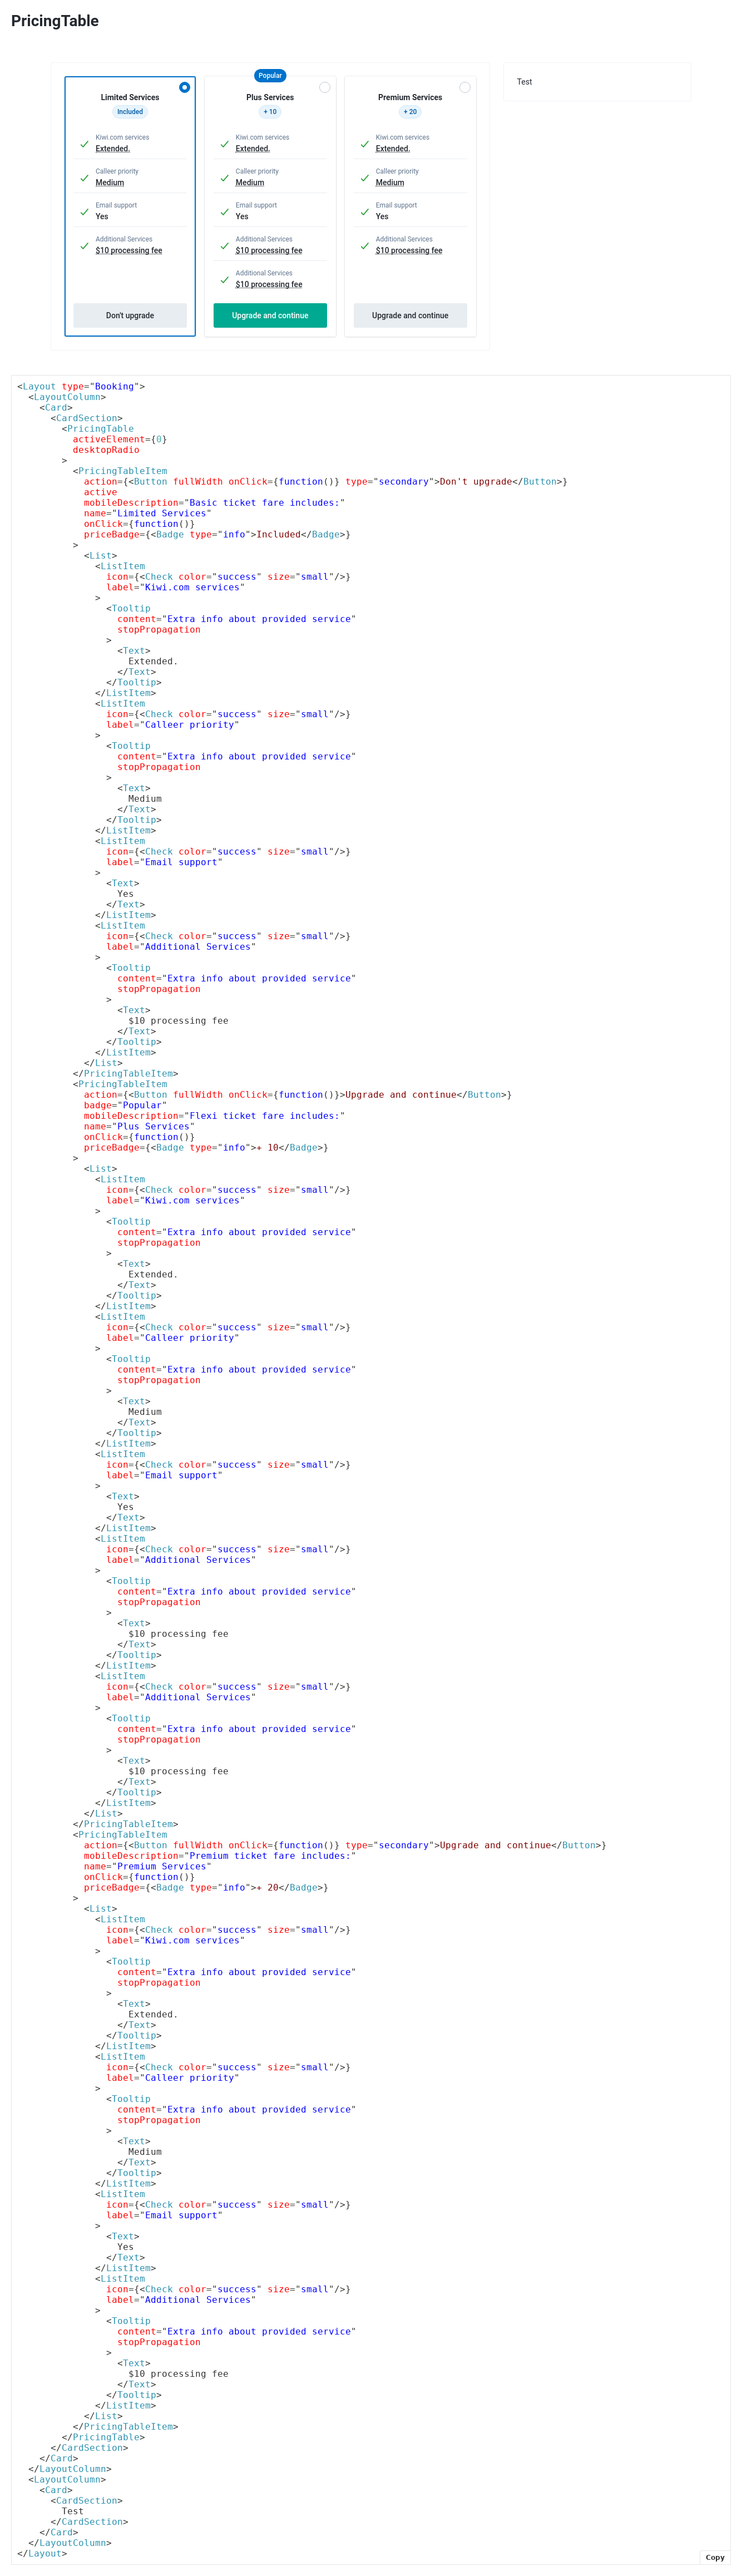 PricingTable
Popular
Limited Services
Included
Kiwi.com services
Extended.
Calleer priority
Medium
Email support
Yes
Additional Services
$10 processing fee
Don't upgrade
Plus Services
+ 10
Kiwi.com services
Extended.
Calleer priority
Medium
Email support
Yes
Additional Services
$10 processing fee
Additional Services
$10 processing fee
Upgrade and continue
Premium Services
+ 20
Kiwi.com services
Extended.
Calleer priority
Medium
Email support
Yes
Additional Services
$10 processing fee
Upgrade and continue
Test
<Layout type="Booking">
<LayoutColumn>
<Card>
<CardSection>
<PricingTable
activeElement={0}
desktopRadio
>
<PricingTableItem
action={<Button fullWidth onClick={function()} type="secondary">Don't upgrade</Button>}
active
mobileDescription="Basic ticket fare includes:"
name="Limited Services"
onClick={function()}
priceBadge={<Badge type="info">Included</Badge>}
>
<List>
<ListItem
icon={<Check color="success" size="small"/>}
label="Kiwi.com services"
>
<Tooltip
content="Extra info about provided service"
stopPropagation
>
<Text>
Extended.
</Text>
</Tooltip>
</ListItem>
<ListItem
icon={<Check color="success" size="small"/>}
label="Calleer priority"
>
<Tooltip
content="Extra info about provided service"
stopPropagation
>
<Text>
Medium
</Text>
</Tooltip>
</ListItem>
<ListItem
icon={<Check color="success" size="small"/>}
label="Email support"
>
<Text>
Yes
</Text>
</ListItem>
<ListItem
icon={<Check color="success" size="small"/>}
label="Additional Services"
>
<Tooltip
content="Extra info about provided service"
stopPropagation
>
<Text>
$10 processing fee
</Text>
</Tooltip>
</ListItem>
</List>
</PricingTableItem>
<PricingTableItem
action={<Button fullWidth onClick={function()}>Upgrade and continue</Button>}
badge="Popular"
mobileDescription="Flexi ticket fare includes:"
name="Plus Services"
onClick={function()}
priceBadge={<Badge type="info">+ 10</Badge>}
>
<List>
<ListItem
icon={<Check color="success" size="small"/>}
label="Kiwi.com services"
>
<Tooltip
content="Extra info about provided service"
stopPropagation
>
<Text>
Extended.
</Text>
</Tooltip>
</ListItem>
<ListItem
icon={<Check color="success" size="small"/>}
label="Calleer priority"
>
<Tooltip
content="Extra info about provided service"
stopPropagation
>
<Text>
Medium
</Text>
</Tooltip>
</ListItem>
<ListItem
icon={<Check color="success" size="small"/>}
label="Email support"
>
<Text>
Yes
</Text>
</ListItem>
<ListItem
icon={<Check color="success" size="small"/>}
label="Additional Services"
>
<Tooltip
content="Extra info about provided service"
stopPropagation
>
<Text>
$10 processing fee
</Text>
</Tooltip>
</ListItem>
<ListItem
icon={<Check color="success" size="small"/>}
label="Additional Services"
>
<Tooltip
content="Extra info about provided service"
stopPropagation
>
<Text>
$10 processing fee
</Text>
</Tooltip>
</ListItem>
</List>
</PricingTableItem>
<PricingTableItem
action={<Button fullWidth onClick={function()} type="secondary">Upgrade and continue</Button>}
mobileDescription="Premium ticket fare includes:"
name="Premium Services"
onClick={function()}
priceBadge={<Badge type="info">+ 20</Badge>}
>
<List>
<ListItem
icon={<Check color="success" size="small"/>}
label="Kiwi.com services"
>
<Tooltip
content="Extra info about provided service"
stopPropagation
>
<Text>
Extended.
</Text>
</Tooltip>
</ListItem>
<ListItem
icon={<Check color="success" size="small"/>}
label="Calleer priority"
>
<Tooltip
content="Extra info about provided service"
stopPropagation
>
<Text>
Medium
</Text>
</Tooltip>
</ListItem>
<ListItem
icon={<Check color="success" size="small"/>}
label="Email support"
>
<Text>
Yes
</Text>
</ListItem>
<ListItem
icon={<Check color="success" size="small"/>}
label="Additional Services"
>
<Tooltip
content="Extra info about provided service"
stopPropagation
>
<Text>
$10 processing fee
</Text>
</Tooltip>
</ListItem>
</List>
</PricingTableItem>
</PricingTable>
</CardSection>
</Card>
</LayoutColumn>
<LayoutColumn>
<Card>
<CardSection>
Test
</CardSection>
</Card>
</LayoutColumn>
</Layout>
Copy